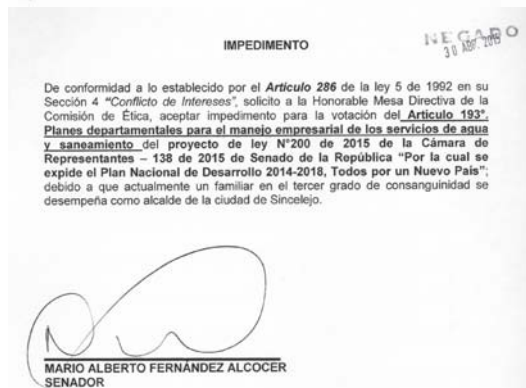 IMPEDIMENTO
NEGADO
30 ABR. 2015
De conformidad a lo establecido por el Artículo 286 de la ley 5 de 1992 en su
Sección 4 "Conflicto de Intereses", solicito a la Honorable Mesa Directiva de la
Comisión de Ética, aceptar impedimento para la votación del Artículo 193°.
Planes departamentales para el manejo empresarial de los servicios de agua
y saneamiento del proyecto de ley N°200 de 2015 de la Cámara de
Representantes – 138 de 2015 de Senado de la República "Por la cual se
expide el Plan Nacional de Desarrollo 2014-2018, Todos por un Nuevo País";
debido a que actualmente un familiar en el tercer grado de consanguinidad se
desempeña como alcalde de la ciudad de Sincelejo.
MARIO ALBERTO FERNÁNDEZ ALCOCER
SENADOR